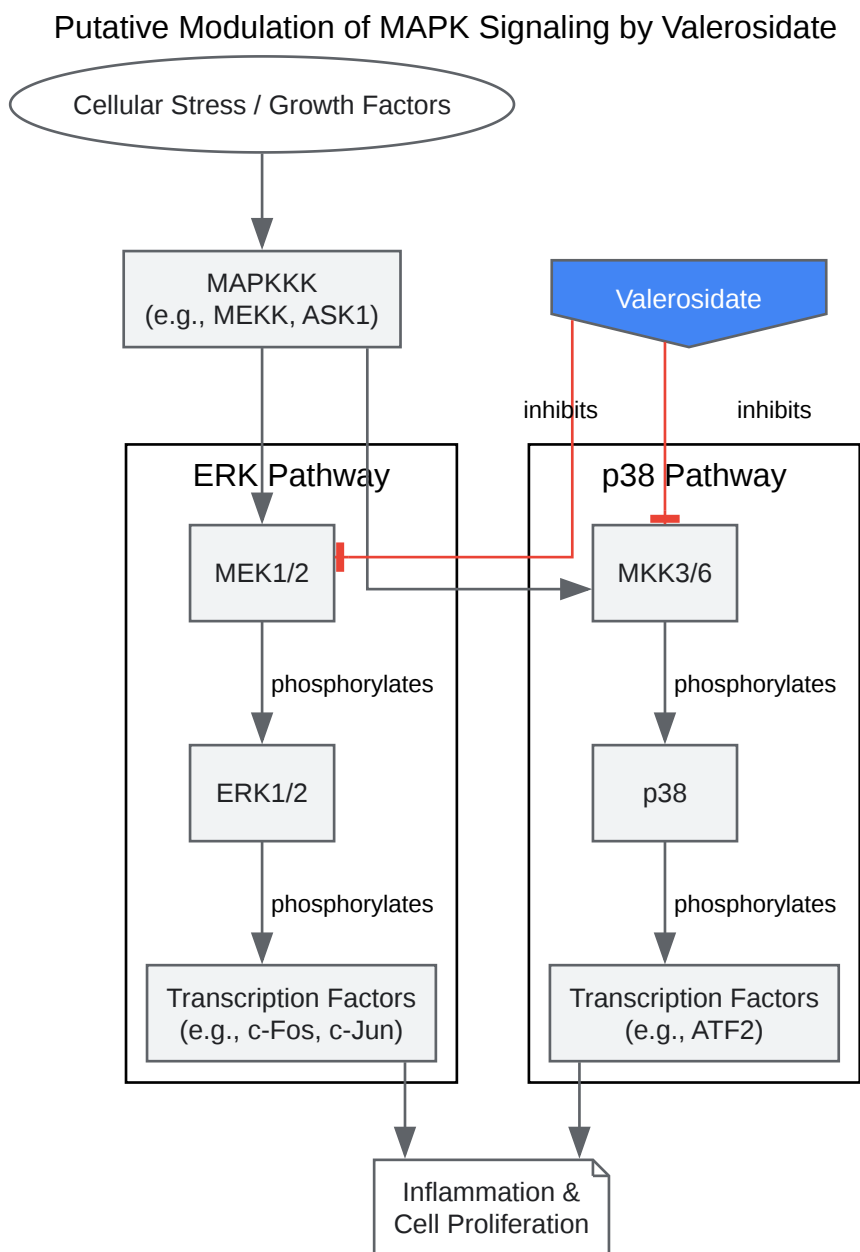 Putative Modulation of MAPK Signaling by Valerosidate
Cellular Stress / Growth Factors
MAPKKK
(e.g., MEKK, ASK1)
Valerosidate
inhibits
inhibits
ERK Pathway
p38 Pathway
MEK1/2
MKK3/6
phosphorylates
phosphorylates
ERK1/2
p38
phosphorylates
phosphorylates
Transcription Factors
(e.g., c-Fos, c-Jun)
Transcription Factors
(e.g., ATF2)
Inflammation &
Cell Proliferation